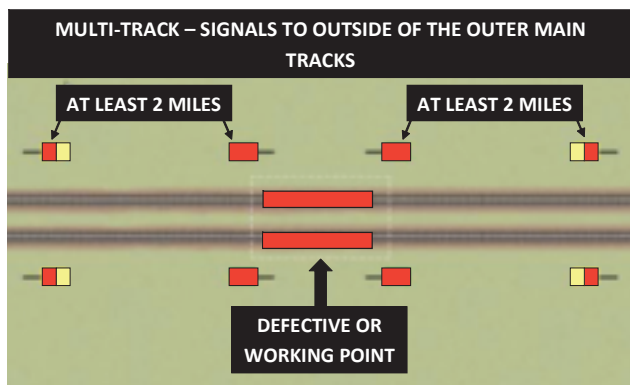 MULTI-TRACK – SIGNALS TO OUTSIDE OF THE OUTER MAIN
TRACKS
AT LEAST 2 MILES
AT LEAST 2 MILES
DEFECTIVE OR
WORKING POINT